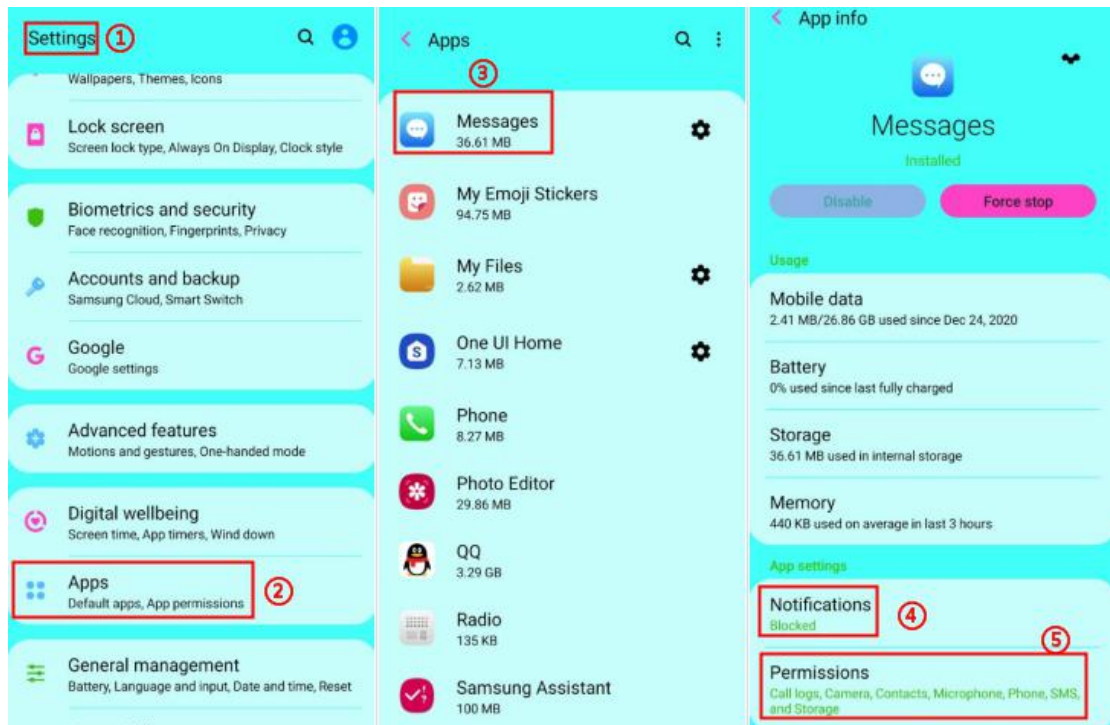 Settings ①
Wallpapers, Themes, Icons
Lock screen
Screen lock type, Always On Display, Clock style
Biometrics and security
Face recognition, Fingerprints, Privacy
Accounts and backup
Samsung Cloud, Smart Switch
G Google
Google settings
Advanced features
Motions and gestures, One-handed mode
Digital wellbeing
Screen time, App timers, Wind down
Apps
②
Default apps, App permissions
General management
Battery, Language and input, Date and time, Reset
Apps
③
Messages
36.61 MB
My Emoji Stickers
94.75 MB
My Files
2.62 MB
S One UI Home
7.13 MB
Phone
8.27 MB
Photo Editor
29.86 MB
QQ
3.29 GB
Radio
135 KB
Samsung Assistant
100 MB
App info
Messages
Installed
Disable Force stop
Usage
Mobile data
2.41 MB/26.86 GB used since Dec 24, 2020
Battery
0% used since last fully charged
Storage
36.61 MB used in internal storage
Memory
440 KB used on average in last 3 hours
App settings
Notifications ④
Blocked
⑤
Permissions
Call logs, Camera, Contacts, Microphone, Phone, SMS,
and Storage